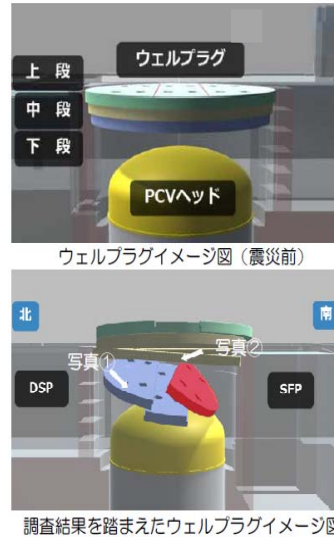 ウェルプラグ
上 段
中 段
下 段
PCVヘッド
ウェルプラグイメージ図（震災前）
北
南
写真①
写真②
DSP
SFP
調査結果を踏まえたウェルプラグイメージ図